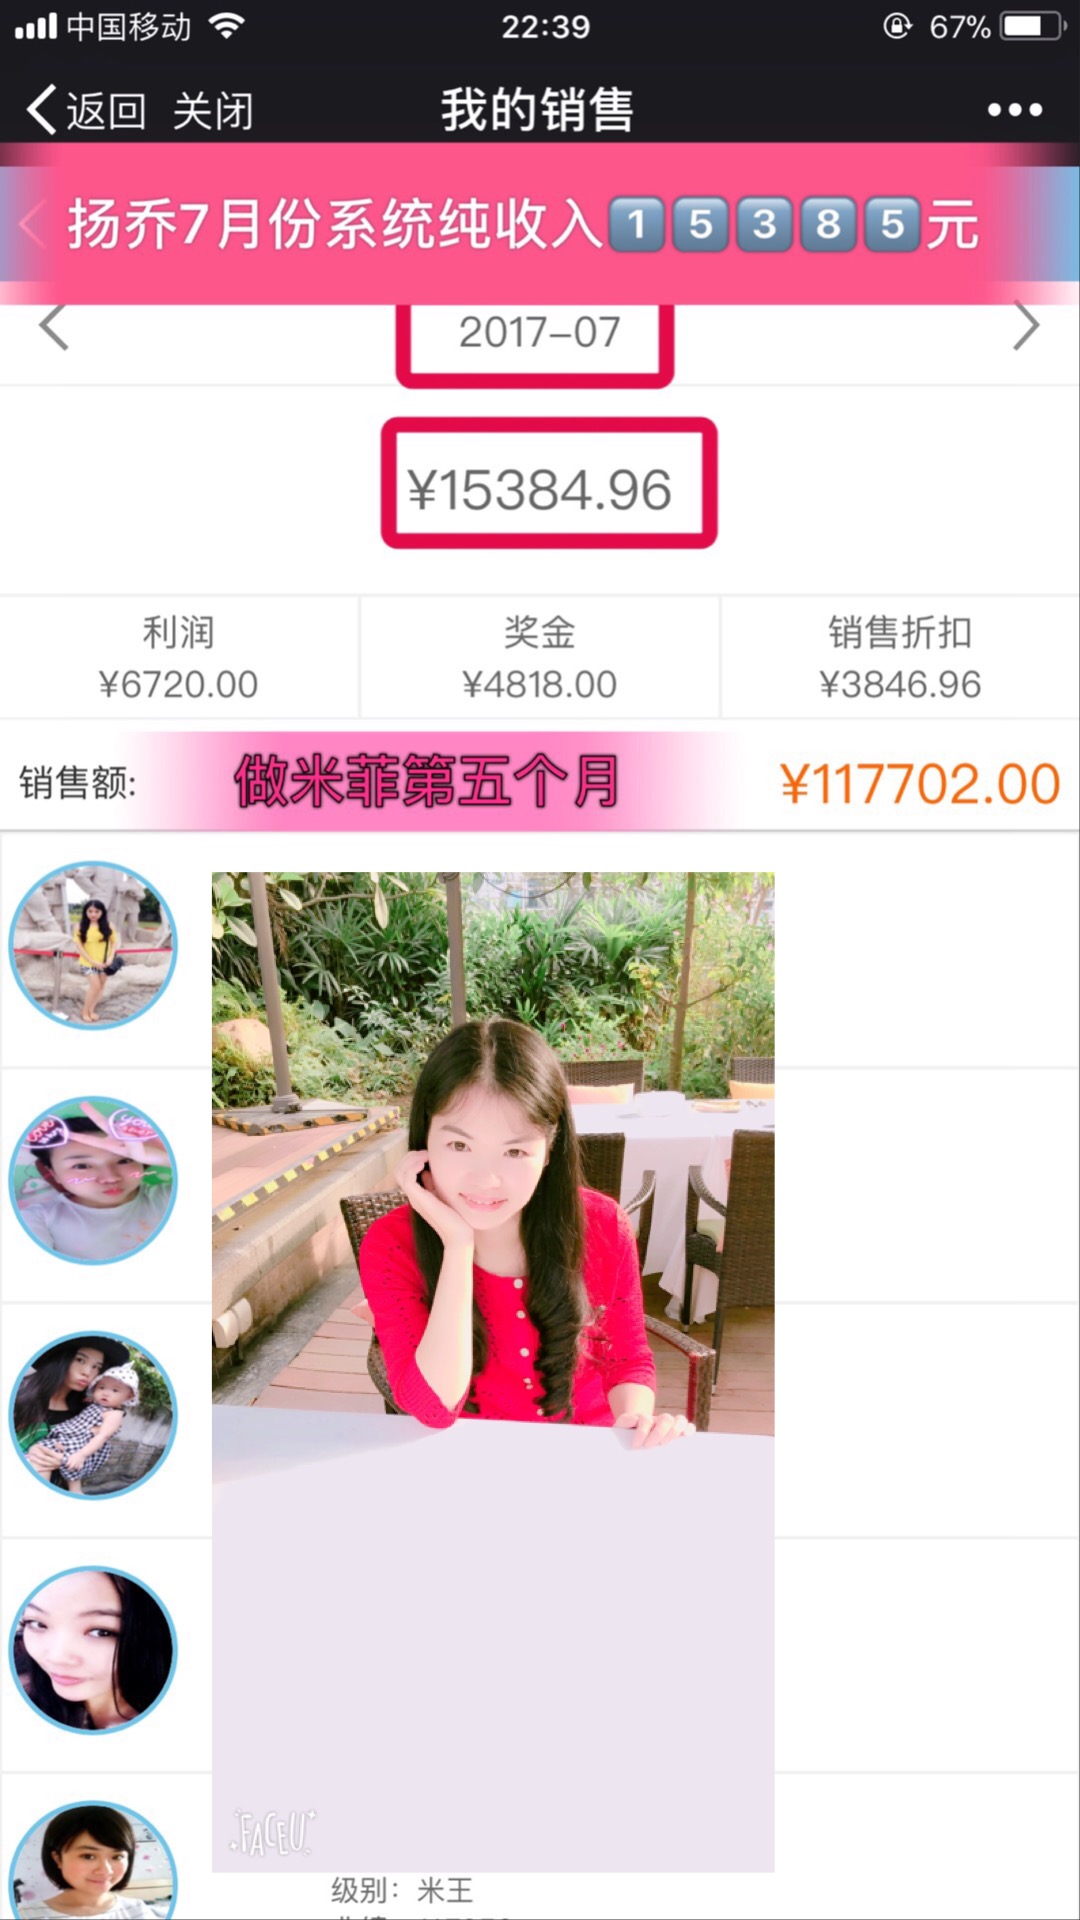 中国移动 22:39 67%
返回 关闭 我的销售
扬乔7月份系统纯收入15385元
2017-07
¥15384.96
利润 奖金 销售折扣
¥6720.00 ¥4818.00 ¥3846.96
销售额: 做米菲第五个月 ¥117702.00
FACEU
级别：米王